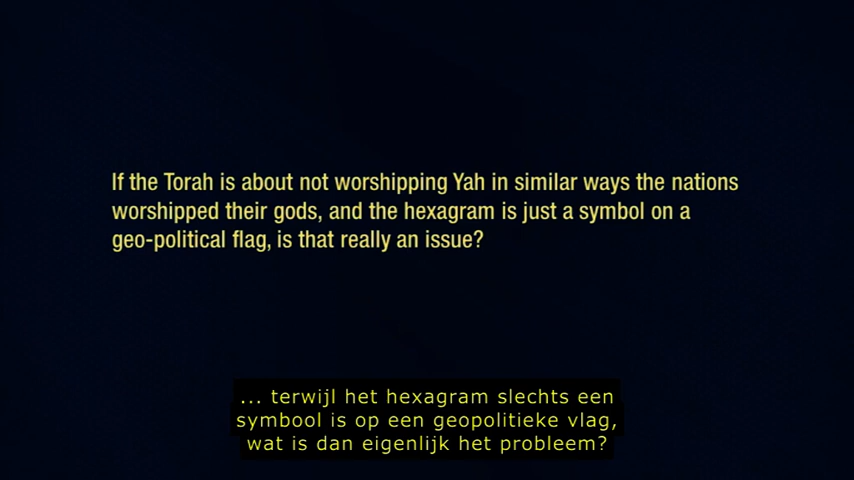 If the Torah is about not worshipping Yah in similar ways the nations
worshipped their gods, and the hexagram is just a symbol on a
geo-political flag, is that really an issue?
... terwijl het hexagram slechts een
symbool is op een geopolitieke vlag,
wat is dan eigenlijk het probleem?